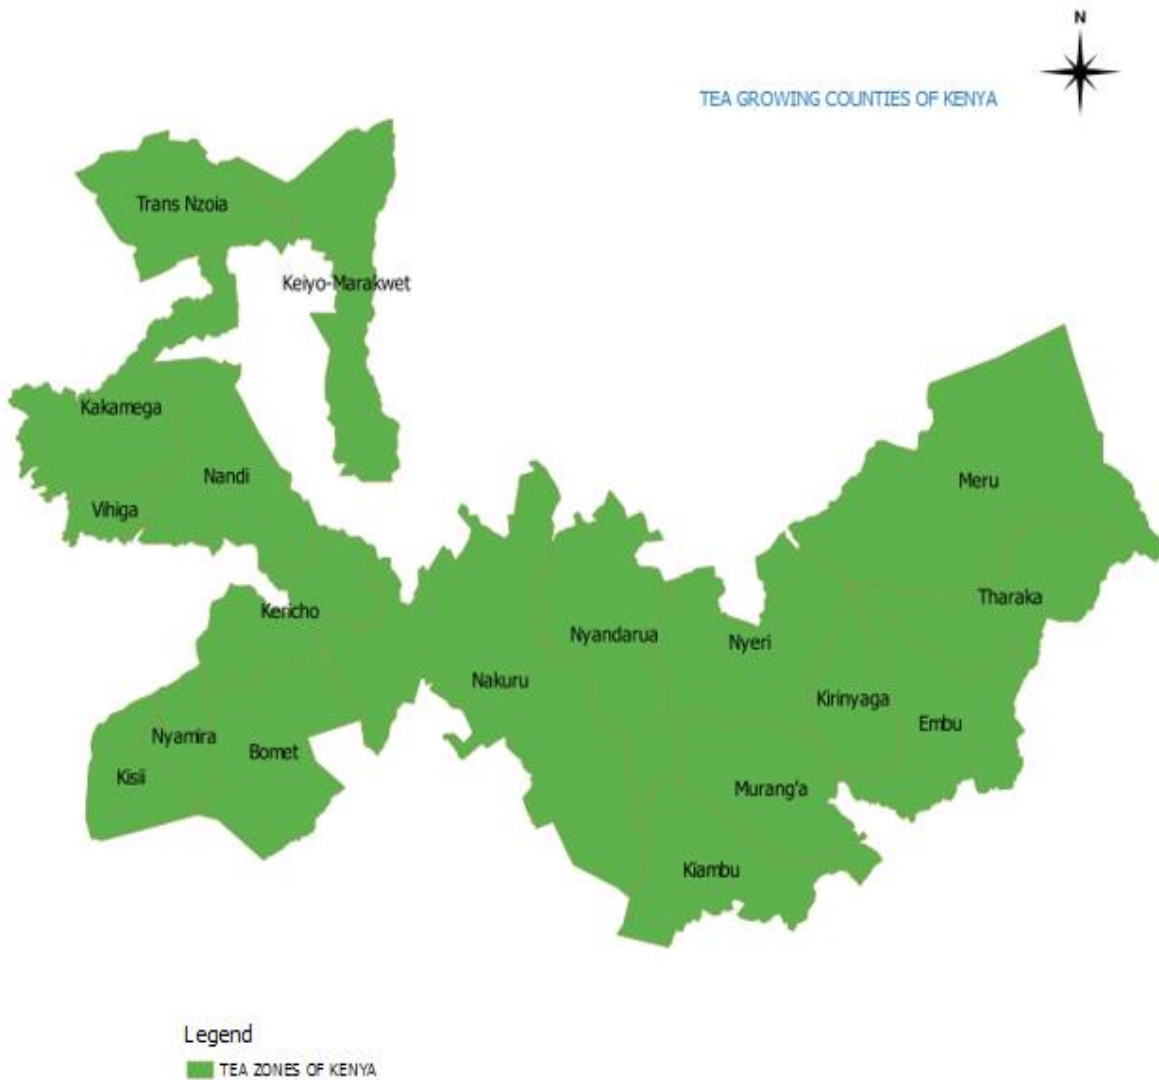 N
TEA GROWING COUNTIES OF KENYA
Trans Nzoia
Keiyo-Marakwet
Kakamega
Nandi
Vihiga
Meru
Kericho
Tharaka
Nyandarua
Nyeri
Nakuru
Kirinyaga
Embu
Nyamira
Bomet
Kisii
Murang'a
Kiambu
Legend
TEA ZONES OF KENYA